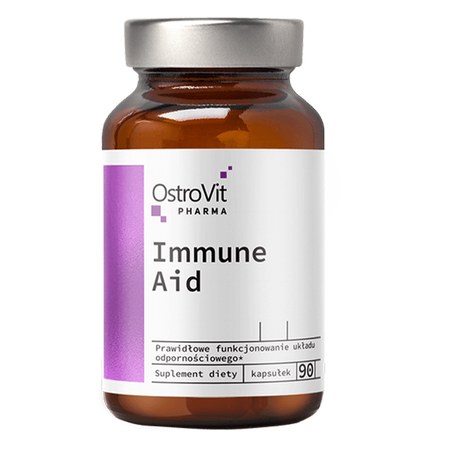 OstroVit
PHARMA
Immune
Aid
Prawidłowe funkcjonowanie układu
odpornościowego*
Suplement diety kapsułek 90